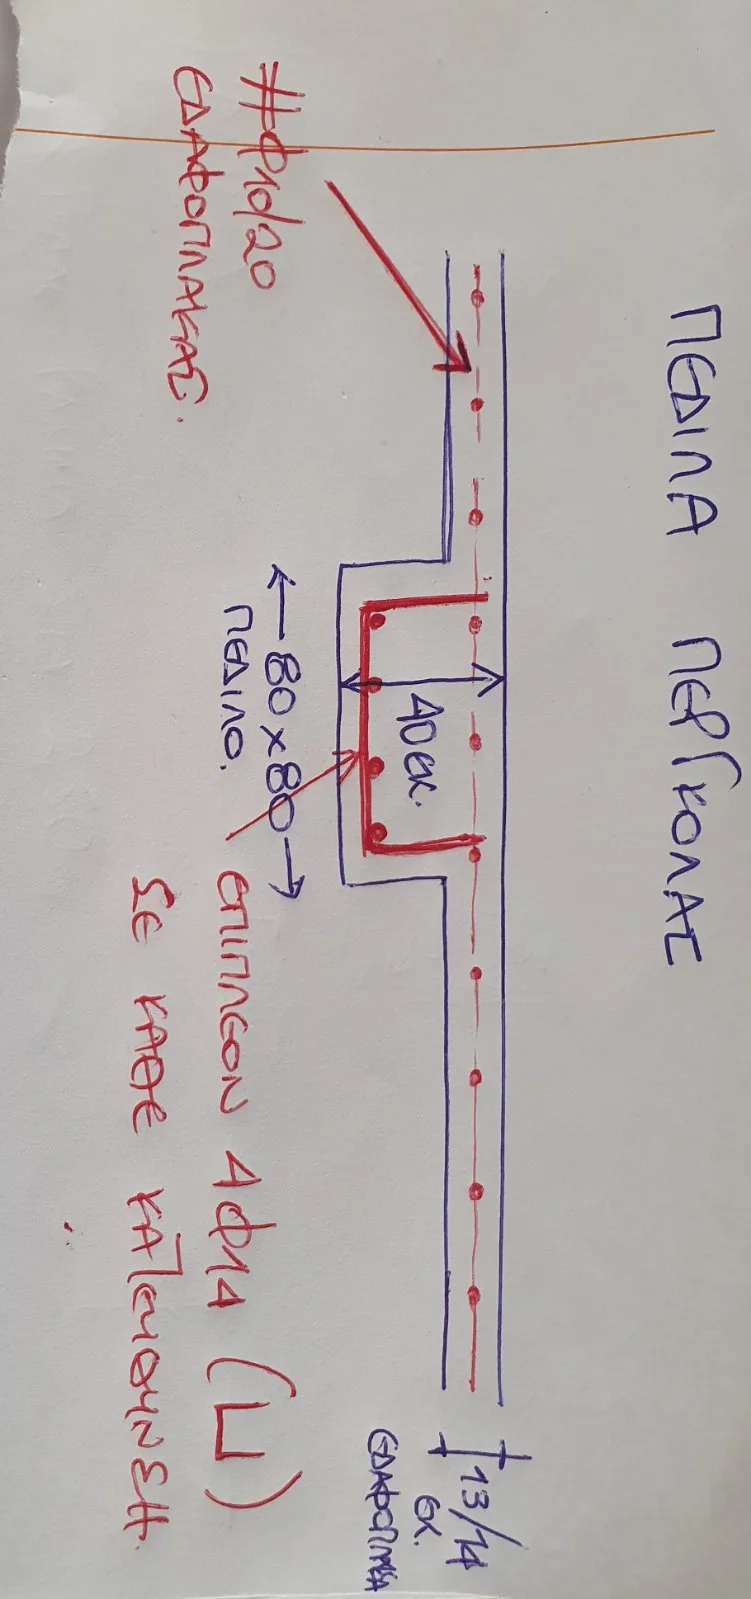 ΠΕΔΙΛΑ ΠΕΡΓΚΟΛΑΣ
13/14
εκ.
ΕΔΑΦΟΠΛΑΚΑ
40εκ.
#Φ10/20
ΕΔΑΦΟΠΛΑΚΑΣ.
←80x80→
ΠΕΔΙΛΟ.
ΕΠΙΠΛΕΟΝ 4Φ14 (⊔)
ΣΕ ΚΑΘΕ ΚΑΤΕΥΘΥΝΣΗ.